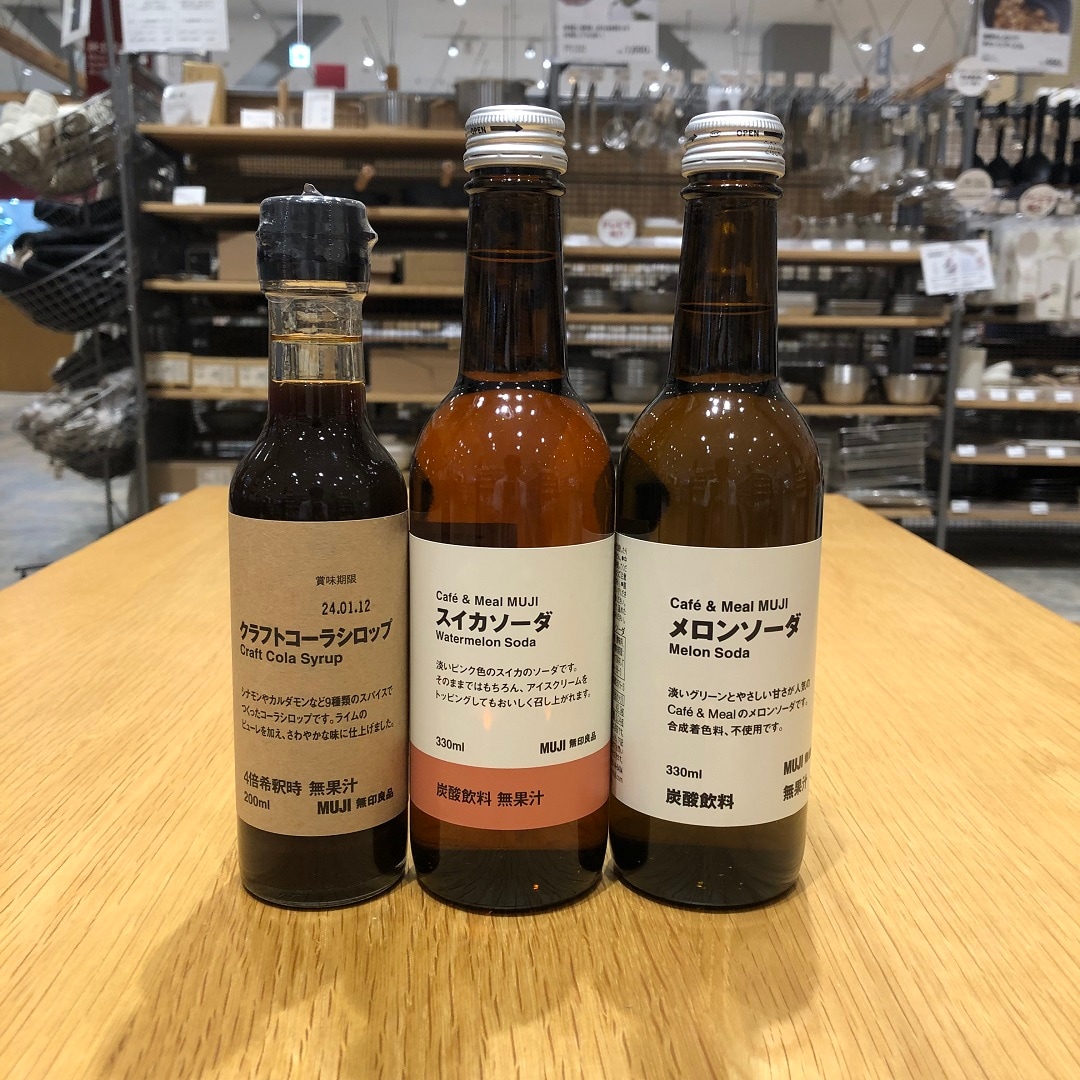 賞味期限
24.01.12
クラフトコーラシロップ
Craft Cola Syrup
シナモンやカルダモンなど9種類のスパイスで
つくったコーラシロップです。ライムの
ピューレを加え、さわやかな味に仕上げました。
4倍希釈時 無果汁
200ml
MUJI 無印良品
OPEN
Café & Meal MUJI
スイカソーダ
Watermelon Soda
淡いピンク色のスイカのソーダです。
そのままではもちろん、アイスクリームを
トッピングしてもおいしく召し上がれます。
330ml
MUJI 無印良品
炭酸飲料 無果汁
OPEN
Café & Meal MUJI
メロンソーダ
Melon Soda
淡いグリーンとやさしい甘さが人気の
Café & Mealのメロンソーダです。
合成着色料、不使用です。
330ml
MUJI
炭酸飲料
無果汁